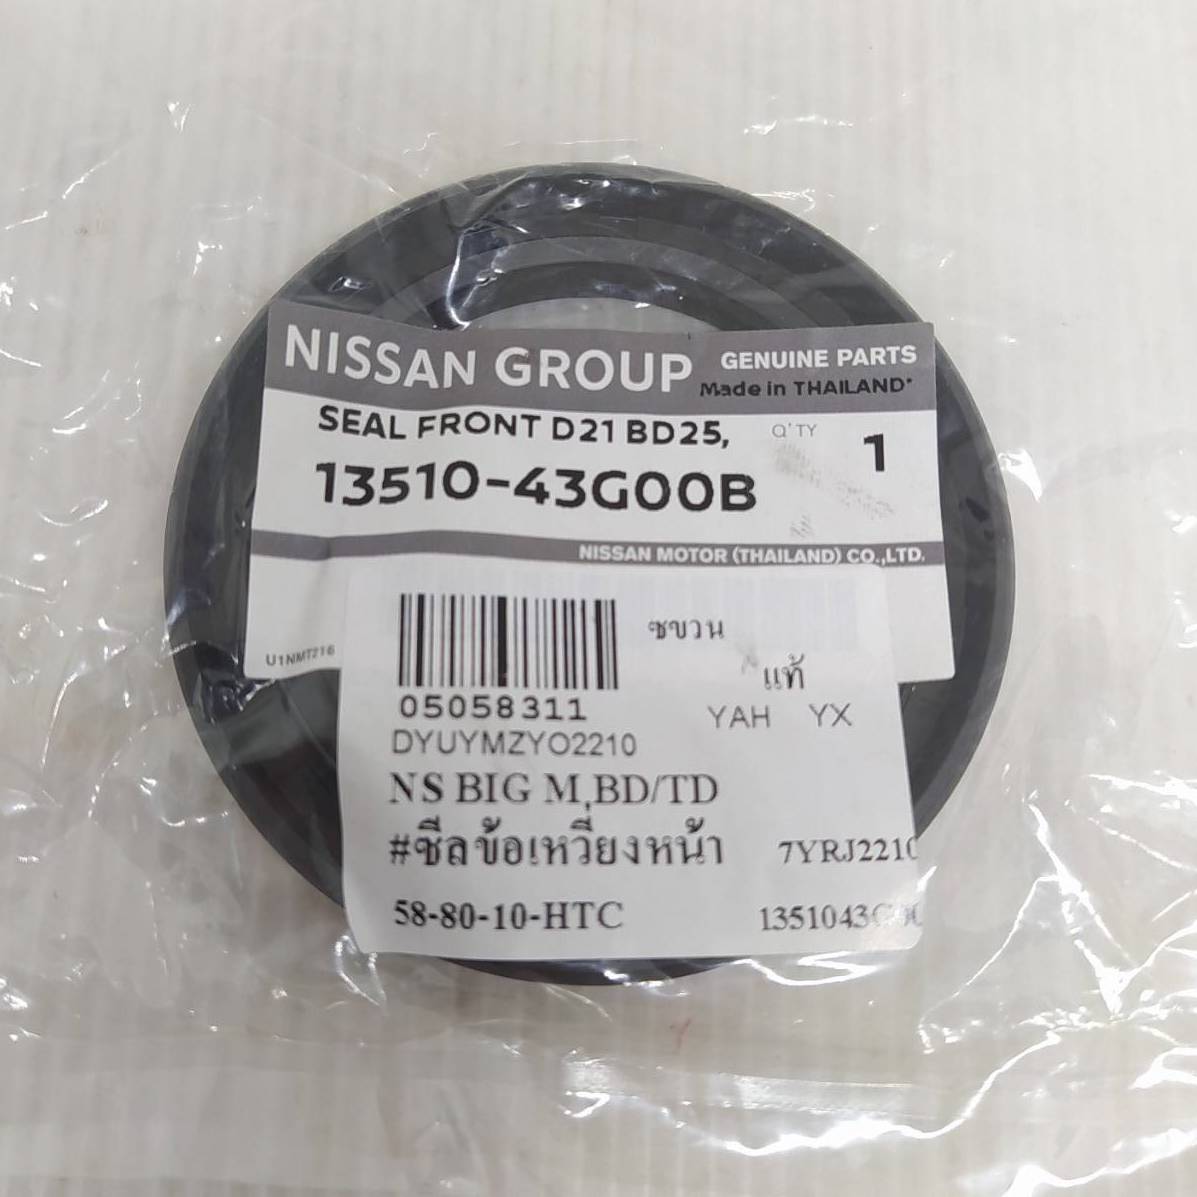 NISSAN GROUP GENUINE PARTS
Made in THAILAND*
SEAL FRONT D21 BD25, Q'TY 1
13510-43G00B
NISSAN MOTOR (THAILAND) CO.,LTD.
U1NMT216
ซขวน
05058311
แท้
YAH YX
DYUYMZYO2210
NS BIG M,BD/TD
#ซีลข้อเหวี่ยงหน้า 7YRJ2210
58-80-10-HTC